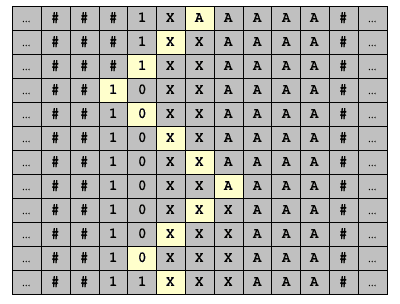 ... # # # 1 X A A A A A # ...
... # # # 1 X X A A A A # ...
... # # # 1 X X A A A A # ...
... # # 1 0 X X A A A A # ...
... # # 1 0 X X A A A A # ...
... # # 1 0 X X A A A A # ...
... # # 1 0 X X A A A A # ...
... # # 1 0 X X A A A A # ...
... # # 1 0 X X X A A A # ...
... # # 1 0 X X X A A A # ...
... # # 1 0 X X X A A A # ...
... # # 1 1 X X X A A A # ...